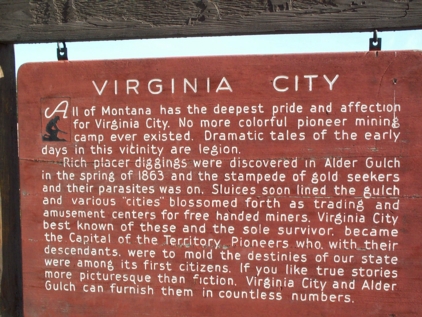 VIRGINIA CITY
All of Montana has the deepest pride and affection
for Virginia City. No more colorful pioneer mining
camp ever existed. Dramatic tales of the early
days in this vicinity are legion.
Rich placer diggings were discovered in Alder Gulch
in the spring of 1863 and the stampede of gold seekers
and their parasites was on. Sluices soon lined the gulch
and various "cities" blossomed forth as trading and
amusement centers for free handed miners. Virginia City
best known of these and the sole survivor, became
the Capital of the Territory. Pioneers who, with their
descendants, were to mold the destinies of our state
were among its first citizens. If you like true stories
more picturesque than fiction, Virginia City and Alder
Gulch can furnish them in countless numbers.